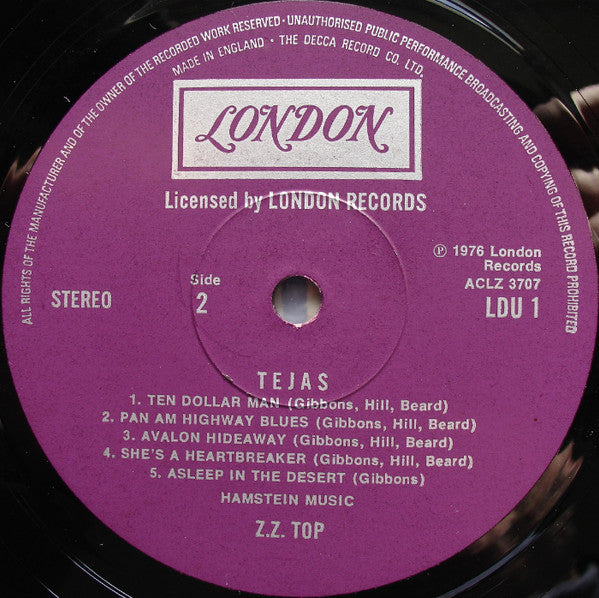 ALL RIGHTS OF THE MANUFACTURER AND OF THE OWNER OF THE RECORDED WORK RESERVED · UNAUTHORISED PUBLIC PERFORMANCE BROADCASTING AND COPYING OF THIS RECORD PROHIBITED
MADE IN ENGLAND · THE DECCA RECORD CO. LTD.
LONDON
Licensed by LONDON RECORDS
℗ 1976 London
Records
ACLZ 3707
LDU 1
STEREO
Side
2
TEJAS
1. TEN DOLLAR MAN (Gibbons, Hill, Beard)
2. PAN AM HIGHWAY BLUES (Gibbons, Hill, Beard)
3. AVALON HIDEAWAY (Gibbons, Hill, Beard)
4. SHE'S A HEARTBREAKER (Gibbons, Hill, Beard)
5. ASLEEP IN THE DESERT (Gibbons)
HAMSTEIN MUSIC
Z.Z. TOP